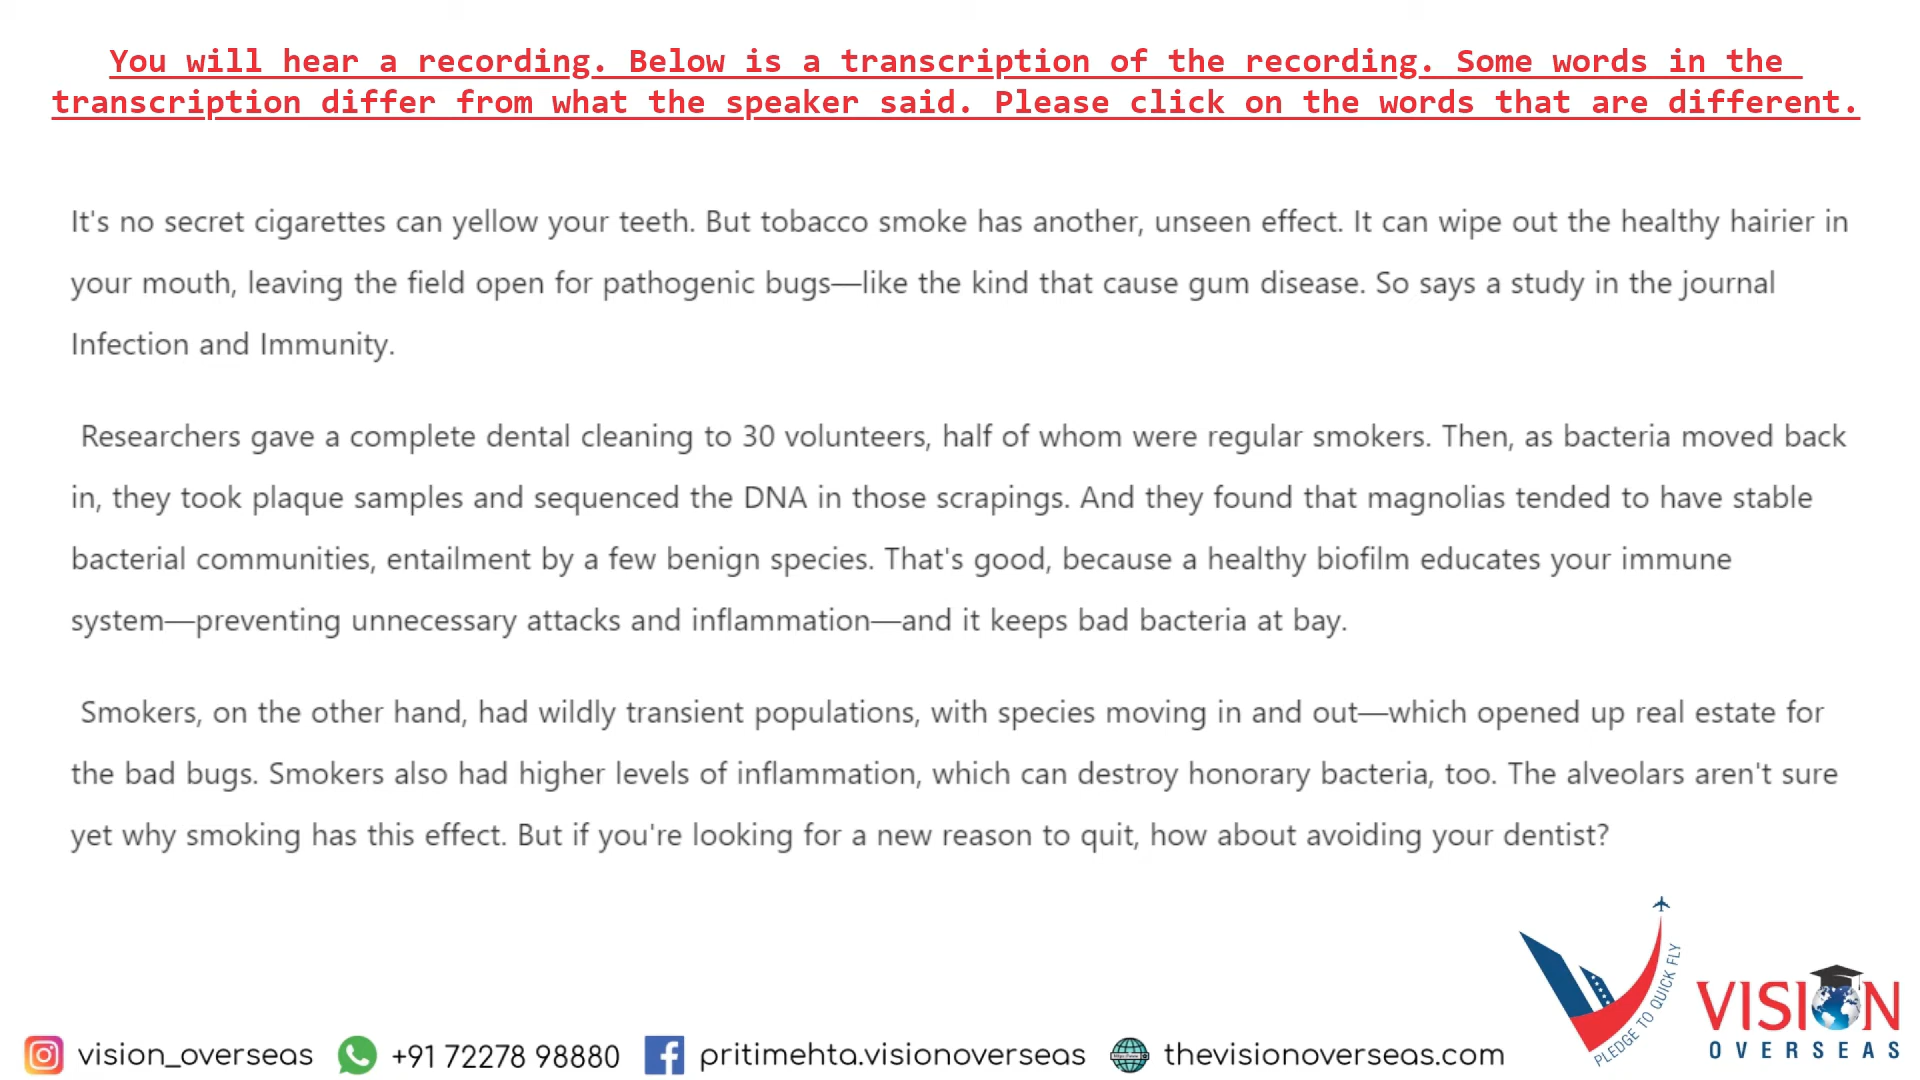 You will hear a recording. Below is a transcription of the recording. Some words in the
transcription differ from what the speaker said. Please click on the words that are different.
It's no secret cigarettes can yellow your teeth. But tobacco smoke has another, unseen effect. It can wipe out the healthy hairier in
your mouth, leaving the field open for pathogenic bugs—like the kind that cause gum disease. So says a study in the journal
Infection and Immunity.
Researchers gave a complete dental cleaning to 30 volunteers, half of whom were regular smokers. Then, as bacteria moved back
in, they took plaque samples and sequenced the DNA in those scrapings. And they found that magnolias tended to have stable
bacterial communities, entailment by a few benign species. That's good, because a healthy biofilm educates your immune
system—preventing unnecessary attacks and inflammation—and it keeps bad bacteria at bay.
Smokers, on the other hand, had wildly transient populations, with species moving in and out—which opened up real estate for
the bad bugs. Smokers also had higher levels of inflammation, which can destroy honorary bacteria, too. The alveolars aren't sure
yet why smoking has this effect. But if you're looking for a new reason to quit, how about avoiding your dentist?
PLEDGE TO QUICK FLY
VISION
OVERSEAS
vision_overseas +91 72278 98880 pritimehta.visionoverseas thevisionoverseas.com